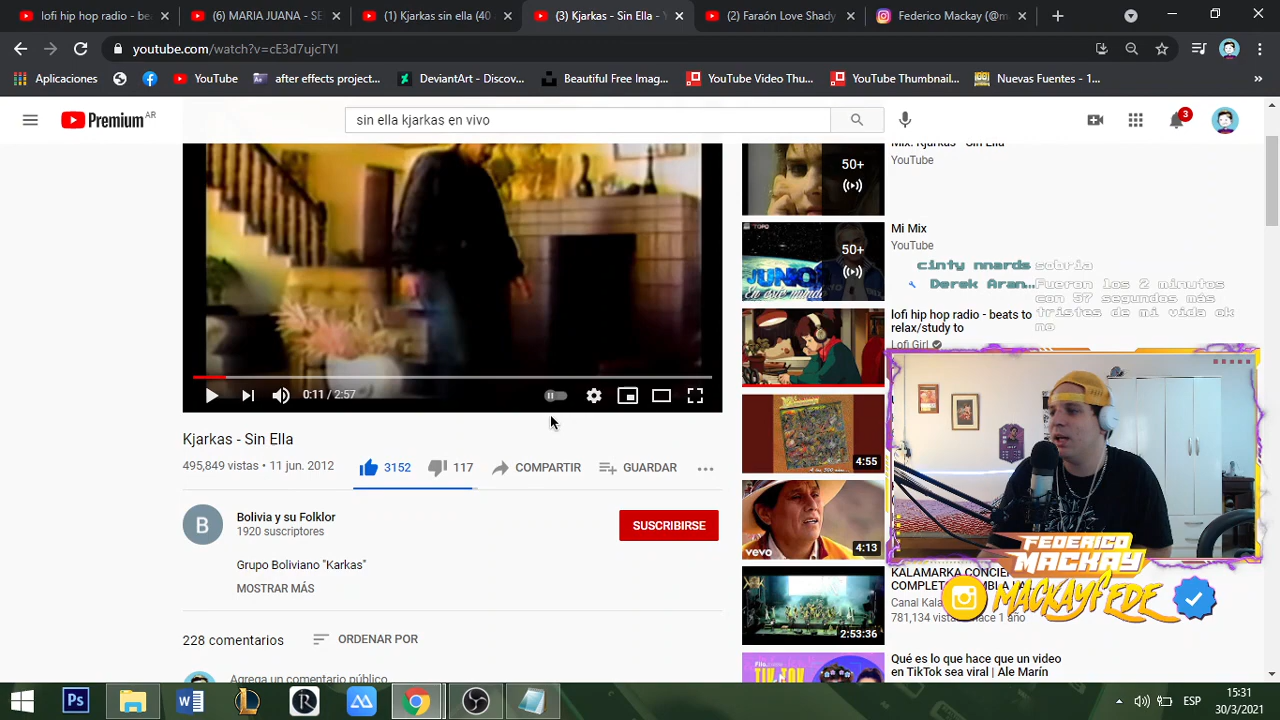 lofi hip hop radio - be
(6) MARIA JUANA - SE
(1) Kjarkas sin ella (40
(3) Kjarkas - Sin Ella - Y
(2) Faraón Love Shady
Federico Mackay (@m
youtube.com/watch?v=cE3d7ujcTYI
Aplicaciones
YouTube
after effects project...
DeviantArt - Discov...
Beautiful Free Imag...
YouTube Video Thu...
YouTube Thumbnail...
Nuevas Fuentes - 1...
»
Premium AR
sin ella kjarkas en vivo
3
50+
Mix: Kjarkas - Sin Ella
YouTube
50+
JUNIO
Mi Mix
YouTube
cinty nnards sobria
Derek Aran... Fueron los 2 minutos
con 57 segundos más
tristes de mi vida ok
no
lofi hip hop radio - beats to
relax/study to
Lofi Girl
0:11 / 2:57
Kjarkas - Sin Ella
495,849 vistas • 11 jun. 2012
3152
117
COMPARTIR
GUARDAR
4:55
B
Bolivia y su Folklor
1920 suscriptores
SUSCRIBIRSE
Grupo Boliviano "Karkas"
MOSTRAR MÁS
vevo
4:13
FEDERICO
MACKAY
MACKAYFEDE
KALAMARKA CONCIE
COMPLETO
Canal Kala
781,134 vist
hace 1 año
2:53:36
228 comentarios
ORDENAR POR
Agrega un comentario público...
Qué es lo que hace que un video
en TikTok sea viral | Ale Marín
ESP
15:31
30/3/2021